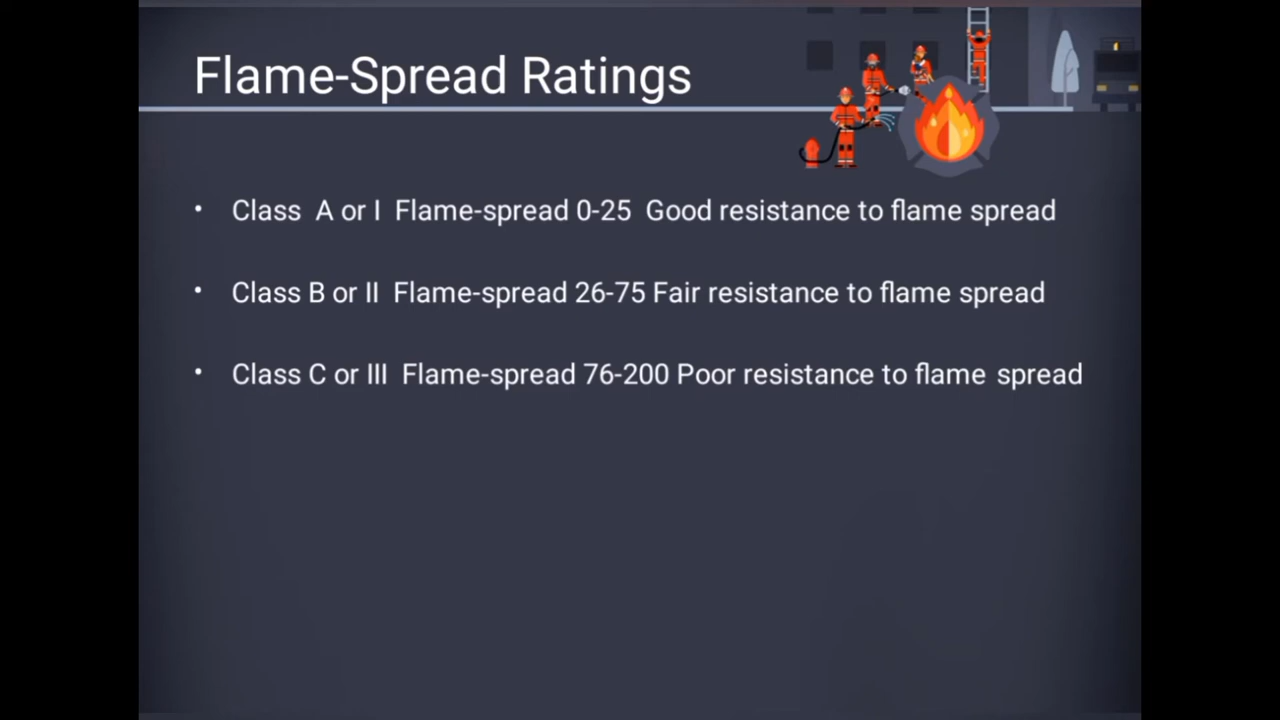 Flame-Spread Ratings
• Class A or I Flame-spread 0-25 Good resistance to flame spread
• Class B or II Flame-spread 26-75 Fair resistance to flame spread
• Class C or III Flame-spread 76-200 Poor resistance to flame spread